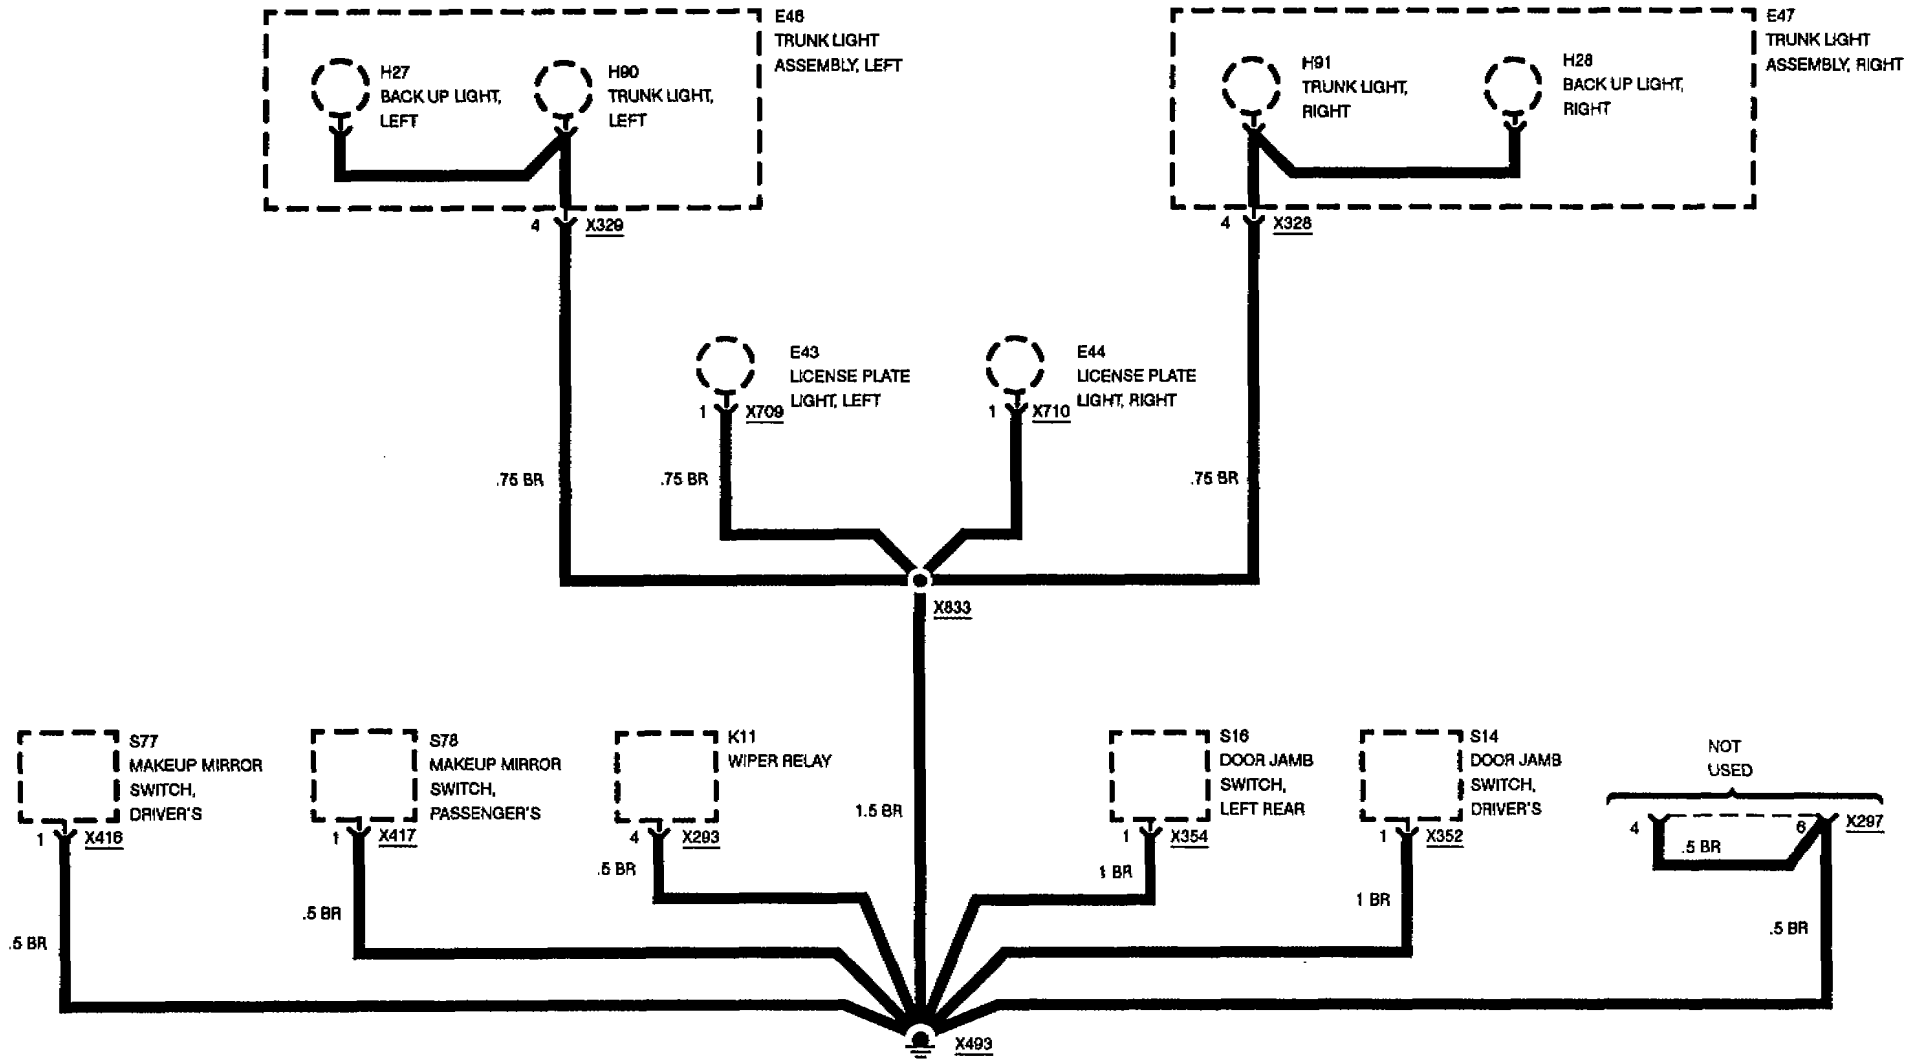 E46
TRUNK LIGHT
ASSEMBLY, LEFT
H27
BACK UP LIGHT,
LEFT
H90
TRUNK LIGHT,
LEFT
4
X329
E47
TRUNK LIGHT
ASSEMBLY, RIGHT
H91
TRUNK LIGHT,
RIGHT
H28
BACK UP LIGHT,
RIGHT
4
X328
E43
LICENSE PLATE
LIGHT, LEFT
1
X709
E44
LICENSE PLATE
LIGHT, RIGHT
1
X710
.75 BR
.75 BR
.75 BR
X833
S77
MAKEUP MIRROR
SWITCH,
DRIVER'S
1
X416
.5 BR
S78
MAKEUP MIRROR
SWITCH,
PASSENGER'S
1
X417
.5 BR
K11
WIPER RELAY
4
X293
.5 BR
1.5 BR
S16
DOOR JAMB
SWITCH,
LEFT REAR
1
X354
1 BR
S14
DOOR JAMB
SWITCH,
DRIVER'S
1
X352
1 BR
NOT
USED
4
6
X297
.5 BR
.5 BR
X493